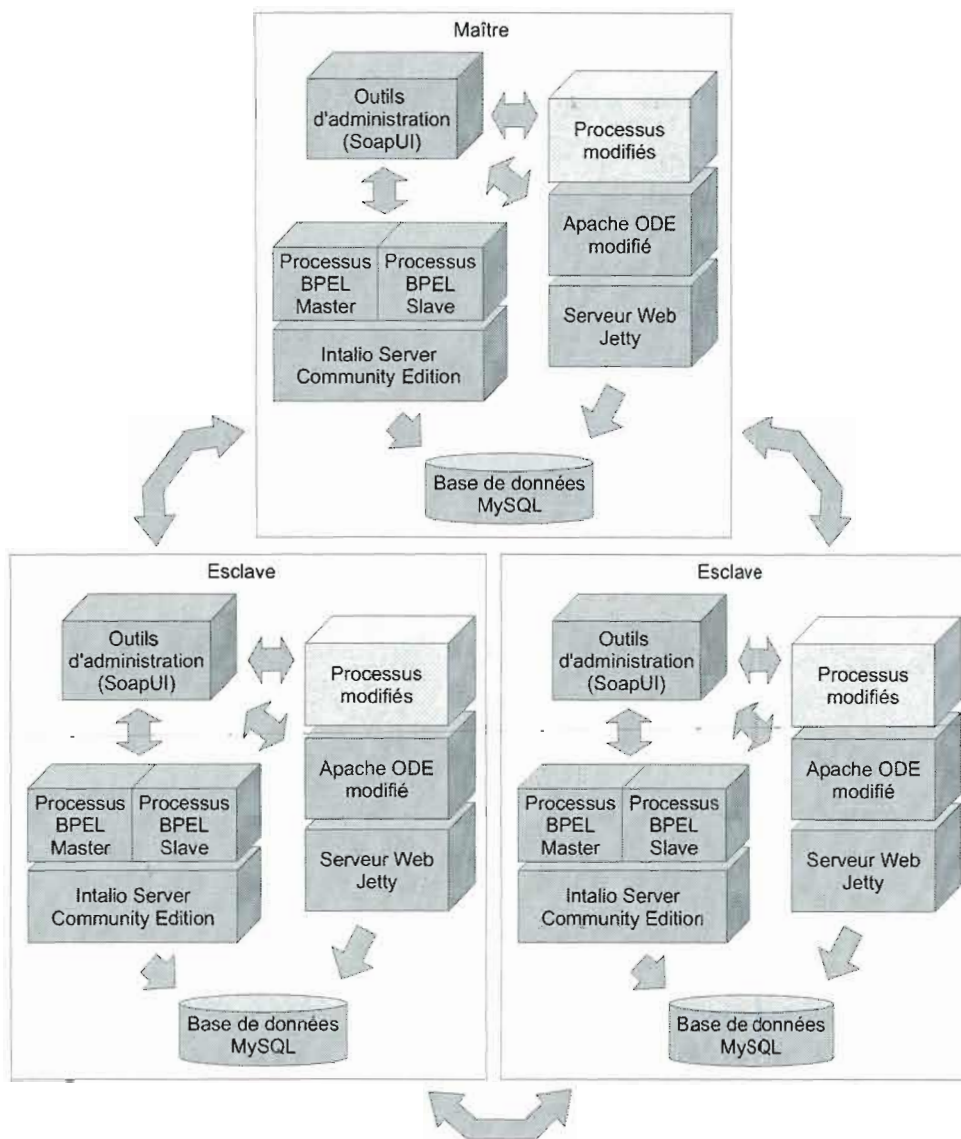 Maître
Outils
d'administration
(SoapUI)
Processus
modifiés
Apache ODE
modifié
Processus
BPEL
Master
Processus
BPEL
Slave
Serveur Web
Jetty
Intalio Server
Community Edition
Base de données
MySQL
Esclave
Outils
d'administration
(SoapUI)
Processus
modifiés
Apache ODE
modifié
Processus
BPEL
Master
Processus
BPEL
Slave
Serveur Web
Jetty
Intalio Server
Community Edition
Base de données
MySQL
Esclave
Outils
d'administration
(SoapUI)
Processus
modifiés
Apache ODE
modifié
Processus
BPEL
Master
Processus
BPEL
Slave
Serveur Web
Jetty
Intalio Server
Community Edition
Base de données
MySQL